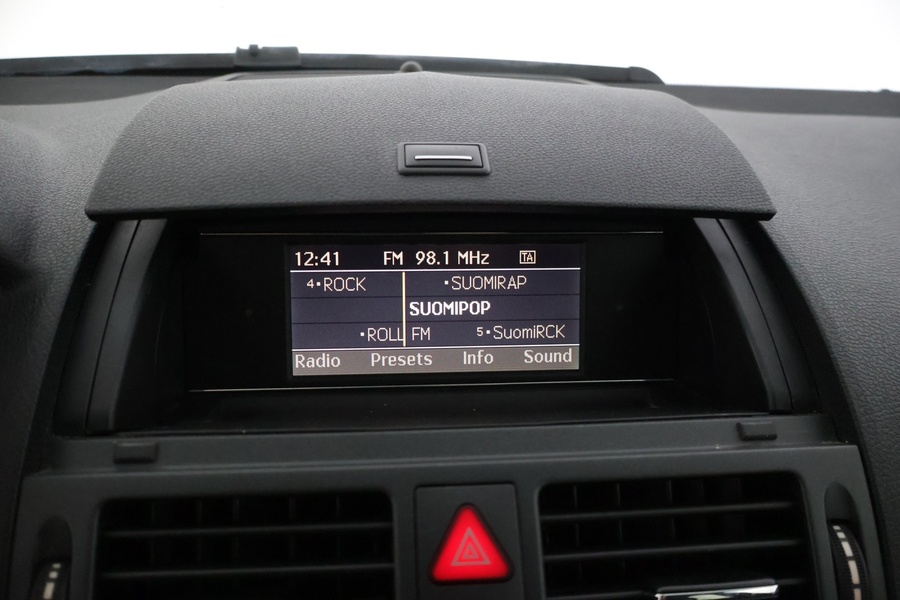 12:41 FM 98.1 MHz TA
4▪ROCK ▪SUOMIRAP
SUOMIPOP
▪ROLL FM 5▪SuomiRCK
Radio Presets Info Sound